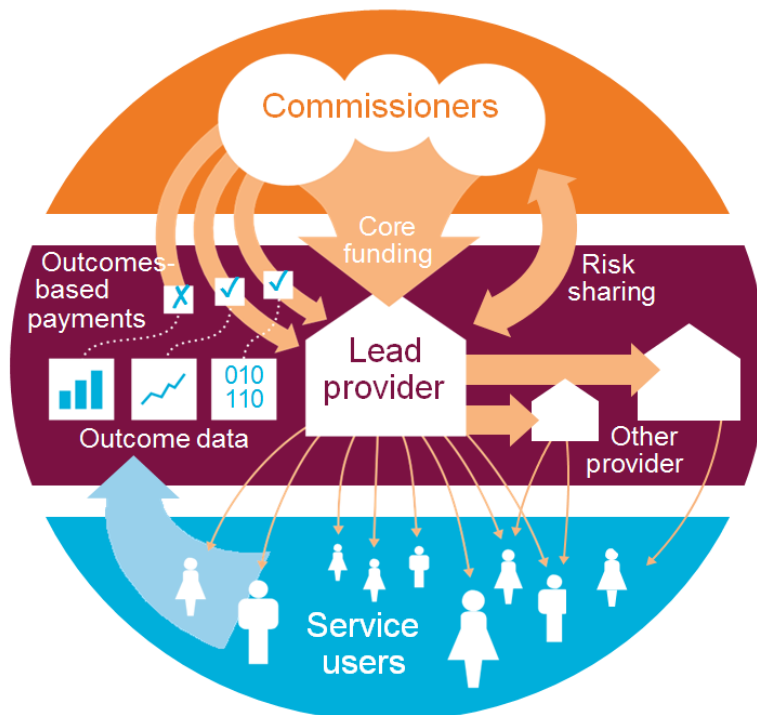 Commissioners
Core
funding
Outcomes-
based
payments
Risk
sharing
X
✓
✓
Lead
provider
010
110
Outcome data
Other
provider
Service
users